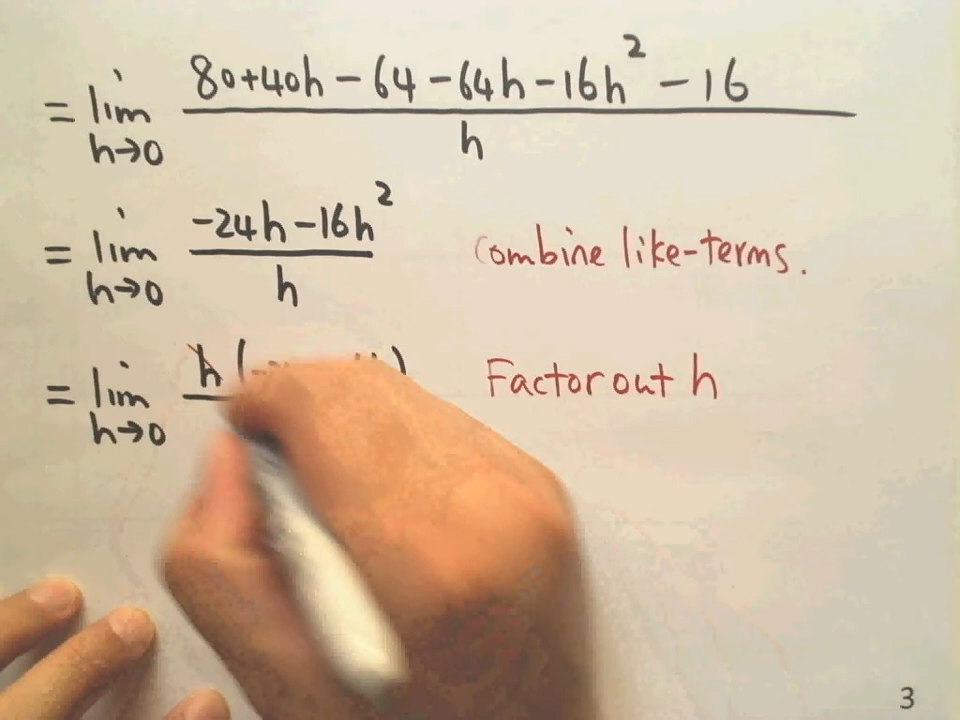 = lim h→0 (80+40h - 64 - 64h - 16h² - 16) / h
= lim h→0 (-24h - 16h²) / h Combine like-terms.
= lim h→0 h ( ) Factor out h
3